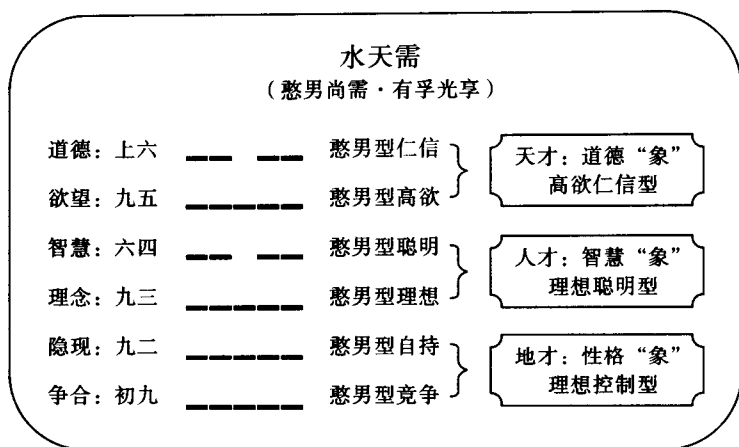 水天需
（憨男尚需·有孚光享）
道德：上六 憨男型仁信
欲望：九五 憨男型高欲
天才：道德“象”
高欲仁信型
智慧：六四 憨男型聪明
理念：九三 憨男型理想
人才：智慧“象”
理想聪明型
隐现：九二 憨男型自持
争合：初九 憨男型竞争
地才：性格“象”
理想控制型